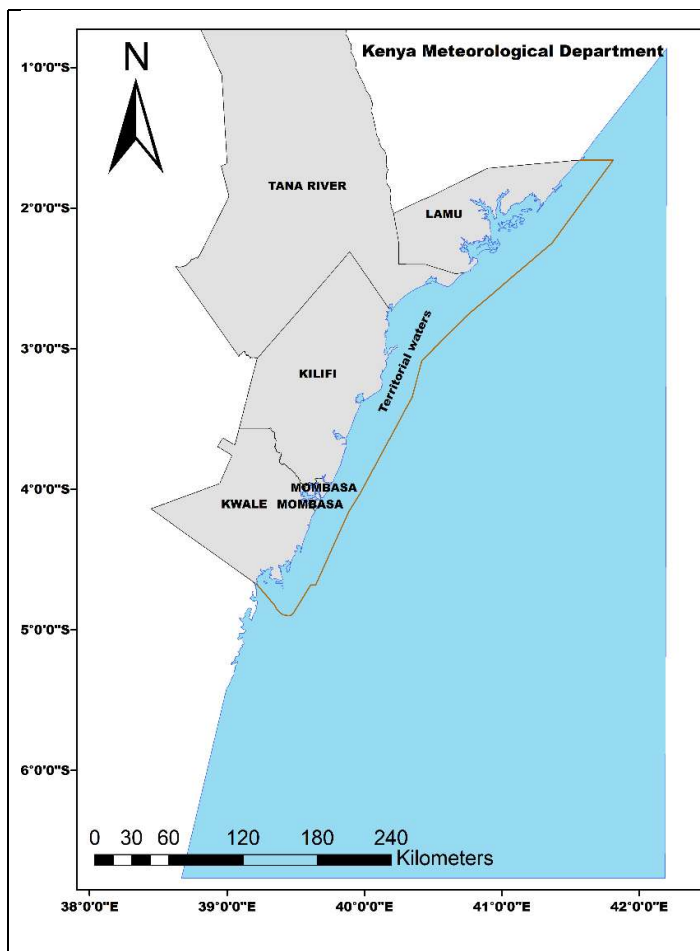 Kenya Meteorological Department
N
1°0'0"S
2°0'0"S
3°0'0"S
4°0'0"S
5°0'0"S
6°0'0"S
TANA RIVER
LAMU
KILIFI
Territorial waters
MOMBASA
KWALE MOMBASA
0 30 60 120 180 240
Kilometers
38°0'0"E 39°0'0"E 40°0'0"E 41°0'0"E 42°0'0"E